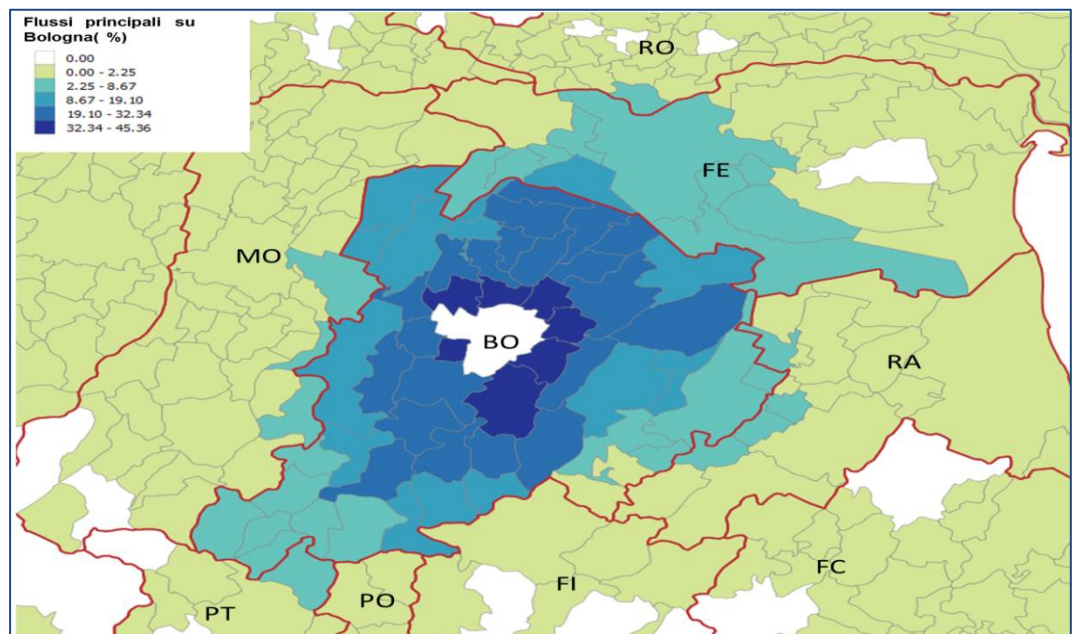 Flussi principali su
Bologna( %)
0.00
0.00 - 2.25
2.25 - 8.67
8.67 - 19.10
19.10 - 32.34
32.34 - 45.36
RO
FE
MO
BO
RA
FC
FI
PO
PT